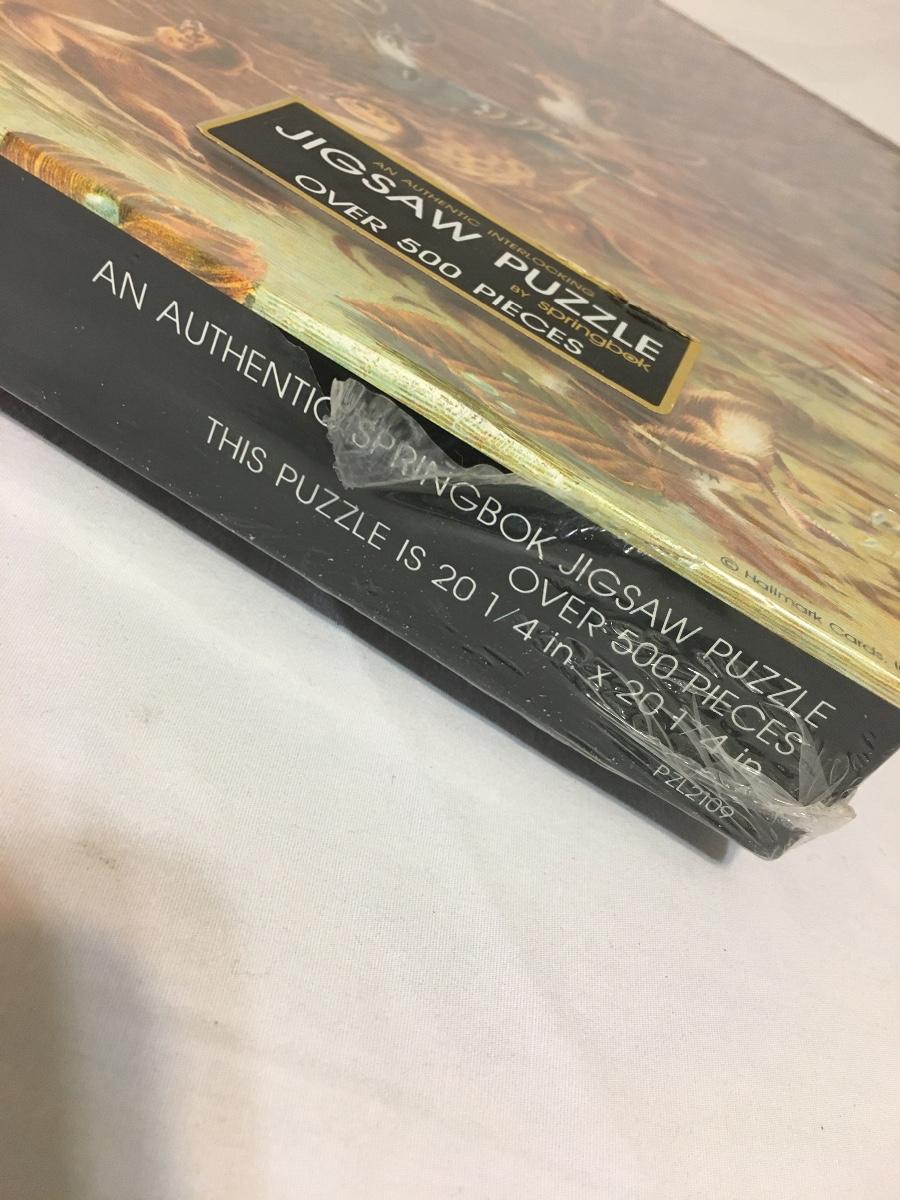 AN AUTHENTIC INTERLOCKING
JIGSAW PUZZLE
BY springbok
OVER 500 PIECES
© Hallmark Cards,
AN AUTHENTIC SPRINGBOK JIGSAW PUZZLE
OVER 500 PIECES
THIS PUZZLE IS 20 1/4 in. x 20 1/4 in.
PZL2109